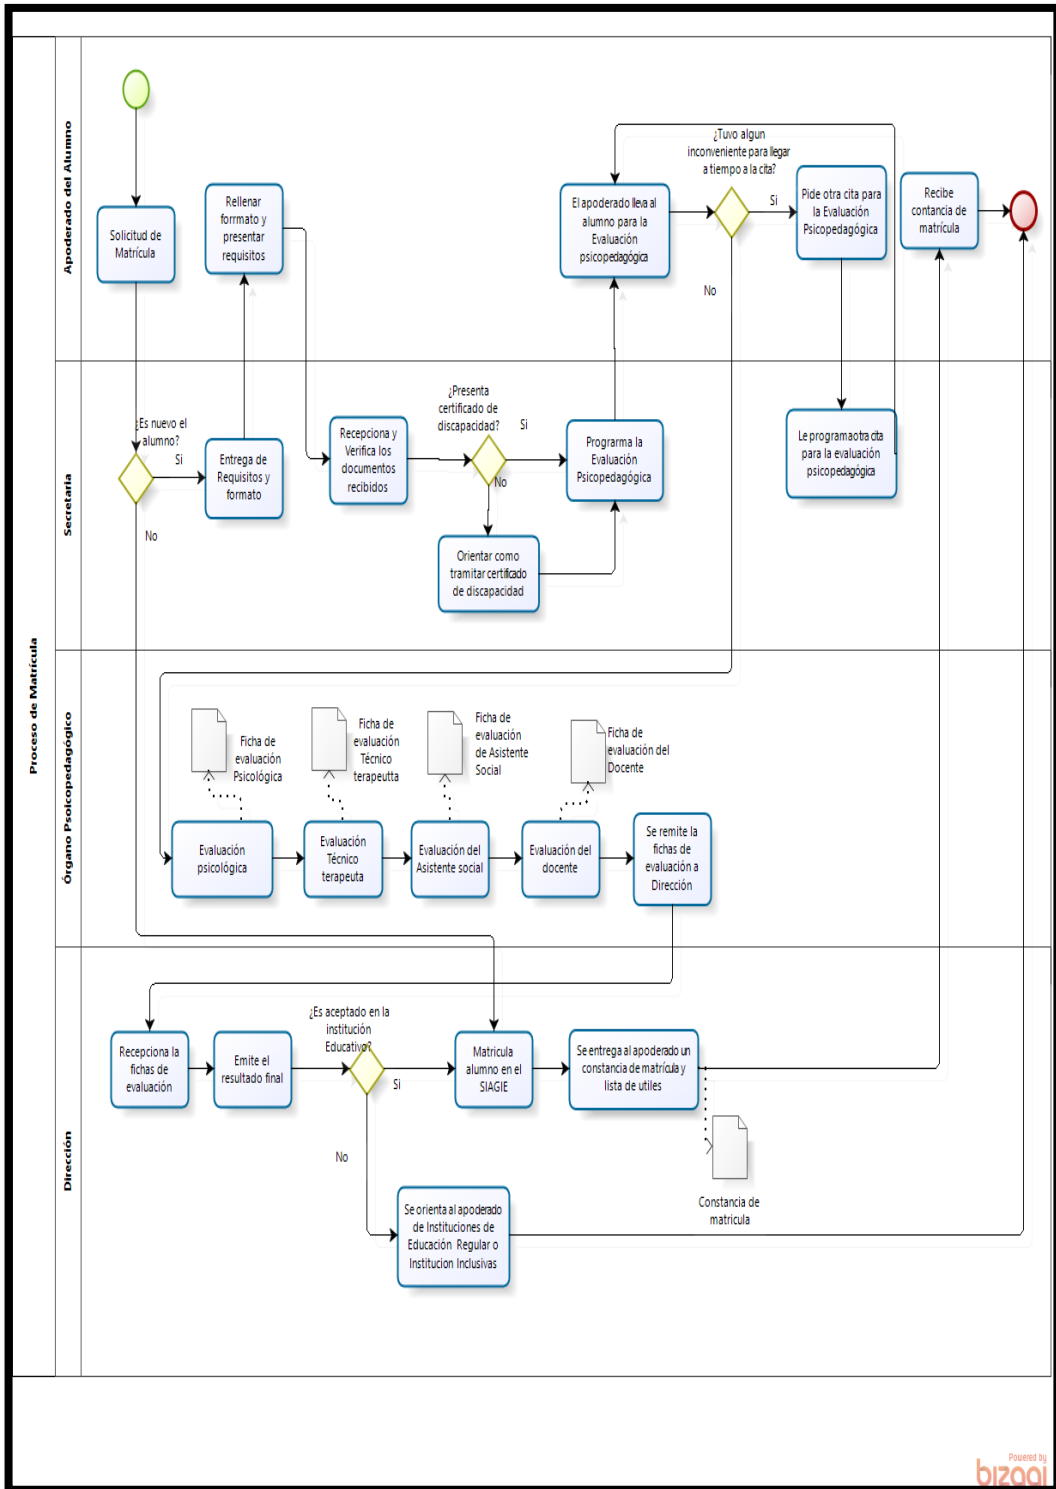 Proceso de Matrícula
Apoderado del Alumno
Solicitud de
Matrícula
Rellenar
forrmato y
presentar
requisitos
El apoderado lleva al
alumno para la
Evaluación
psicopedagógica
¿Tuvo algun
inconveniente para llegar
a tiempo a la cita?
Si
No
Pide otra cita para
la Evaluación
Psicopedagógica
Recibe
contancia de
matrícula
Secretaria
¿Es nuevo el
alumno?
Si
No
Entrega de
Requisitos y
formato
Recepciona y
Verifica los
documentos
recibidos
¿Presenta
certificado de
discapacidad?
Si
No
Orientar como
tramitar certificado
de discapacidad
Programa la
Evaluación
Psicopedagógica
Le programa otra cita
para la evaluación
psicopedagógica
Órgano Psoicopedagógico
Ficha de
evaluación
Psicológica
Ficha de
evaluación
Técnico
terapeutta
Ficha de
evaluación
de Asistente
Social
Ficha de
evaluación del
Docente
Evaluación
psicológica
Evaluación
Técnico
terapeuta
Evaluación del
Asistente social
Evaluación del
docente
Se remite la
fichas de
evaluación a
Dirección
Dirección
Recepciona la
fichas de
evaluación
Emite el
resultado final
¿Es aceptado en la
institución
Educativo?
Si
No
Matricula
alumno en el
SIAGIE
Se entrega al apoderado un
constancia de matrícula y
lista de utiles
Constancia de
matricula
Se orienta al apoderado
de Instituciones de
Educación Regular o
Institucion Inclusivas
Powered by
bizagi